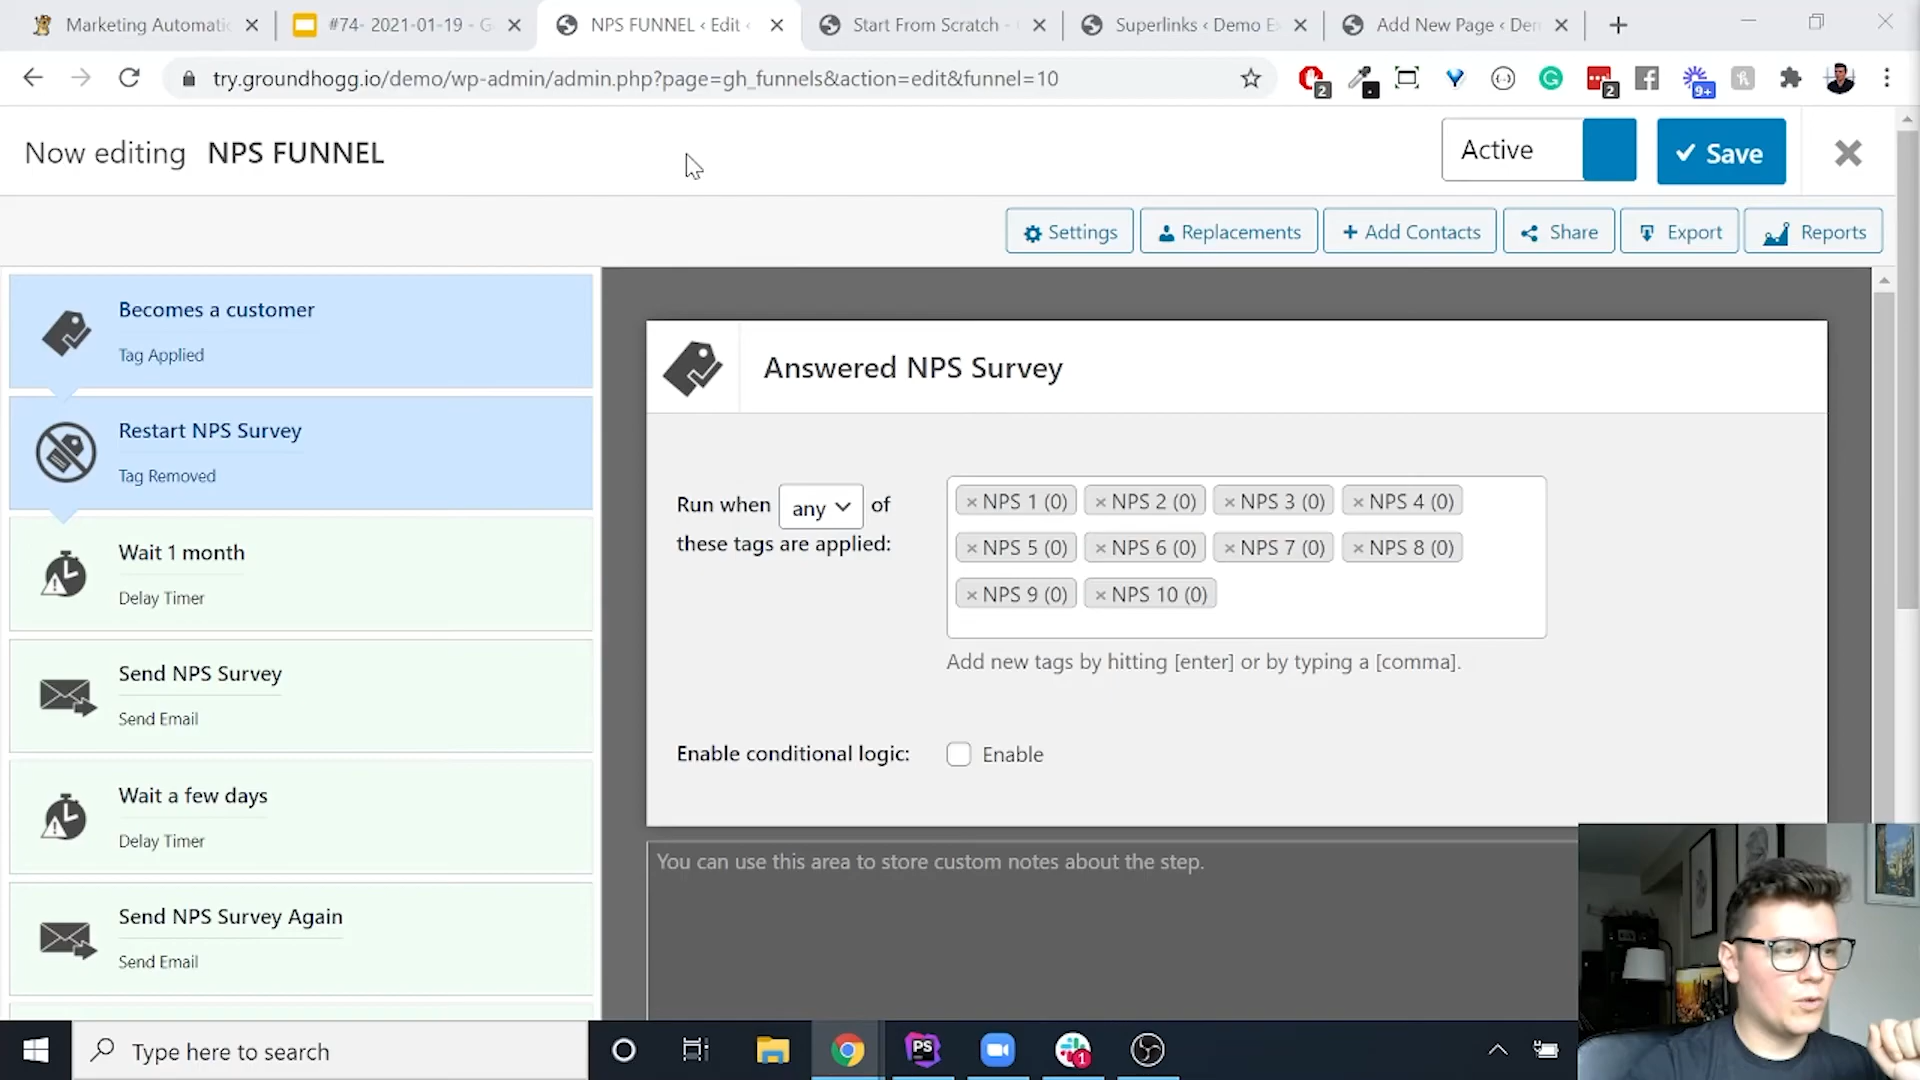 Marketing Automati
#74- 2021-01-19 - G
NPS FUNNEL ‹ Edit ‹
Start From Scratch -
Superlinks ‹ Demo E
Add New Page ‹ Den
try.groundhogg.io/demo/wp-admin/admin.php?page=gh_funnels&action=edit&funnel=10
2
2
9+
Now editing NPS FUNNEL
Active
Save
Settings
Replacements
+ Add Contacts
Share
Export
Reports
Becomes a customer
Tag Applied
Restart NPS Survey
Tag Removed
Wait 1 month
Delay Timer
Send NPS Survey
Send Email
Wait a few days
Delay Timer
Send NPS Survey Again
Send Email
Answered NPS Survey
Run when any of
these tags are applied:
× NPS 1 (0) × NPS 2 (0) × NPS 3 (0) × NPS 4 (0)
× NPS 5 (0) × NPS 6 (0) × NPS 7 (0) × NPS 8 (0)
× NPS 9 (0) × NPS 10 (0)
Add new tags by hitting [enter] or by typing a [comma].
Enable conditional logic: Enable
You can use this area to store custom notes about the step.
Type here to search
PS
1